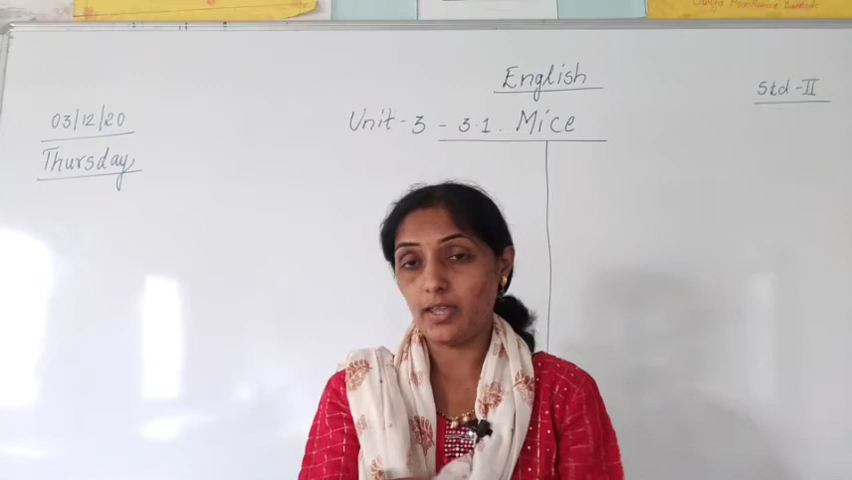 English
Std - II
03/12/20
Unit - 3 - 3.1. Mice
Thursday